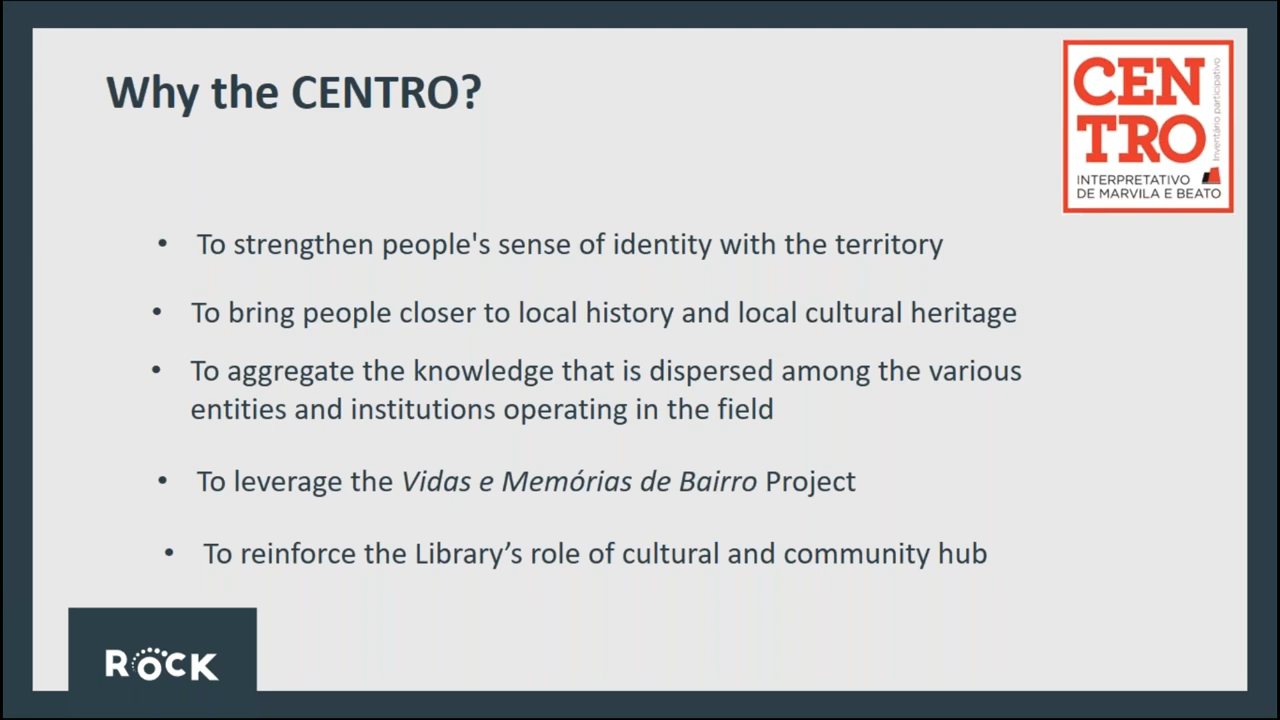 Why the CENTRO?
CEN
TRO
Inventário participativo
INTERPRETATIVO
DE MARVILA E BEATO
• To strengthen people's sense of identity with the territory
• To bring people closer to local history and local cultural heritage
• To aggregate the knowledge that is dispersed among the various
entities and institutions operating in the field
• To leverage the Vidas e Memórias de Bairro Project
• To reinforce the Library’s role of cultural and community hub
ROCK